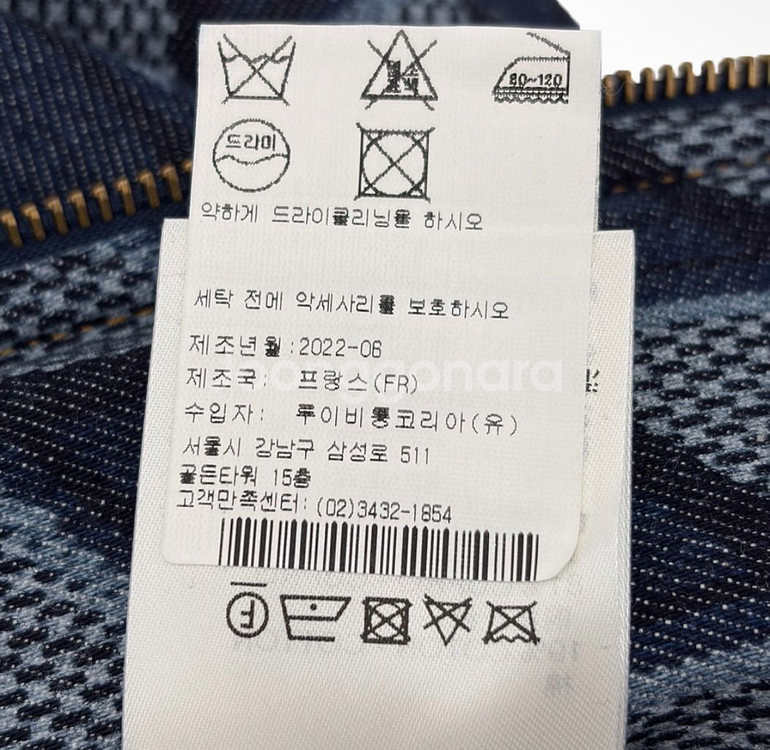 80~120
드라이
약하게 드라이클리닝을 하시오
세탁 전에 악세사리를 보호하시오
제조년월:2022-06
제조국: 프랑스(FR)
수입자: 루이비통코리아(유)
서울시 강남구 삼성로 511
골든타워 15층
고객만족센터: (02)3432-1854
F